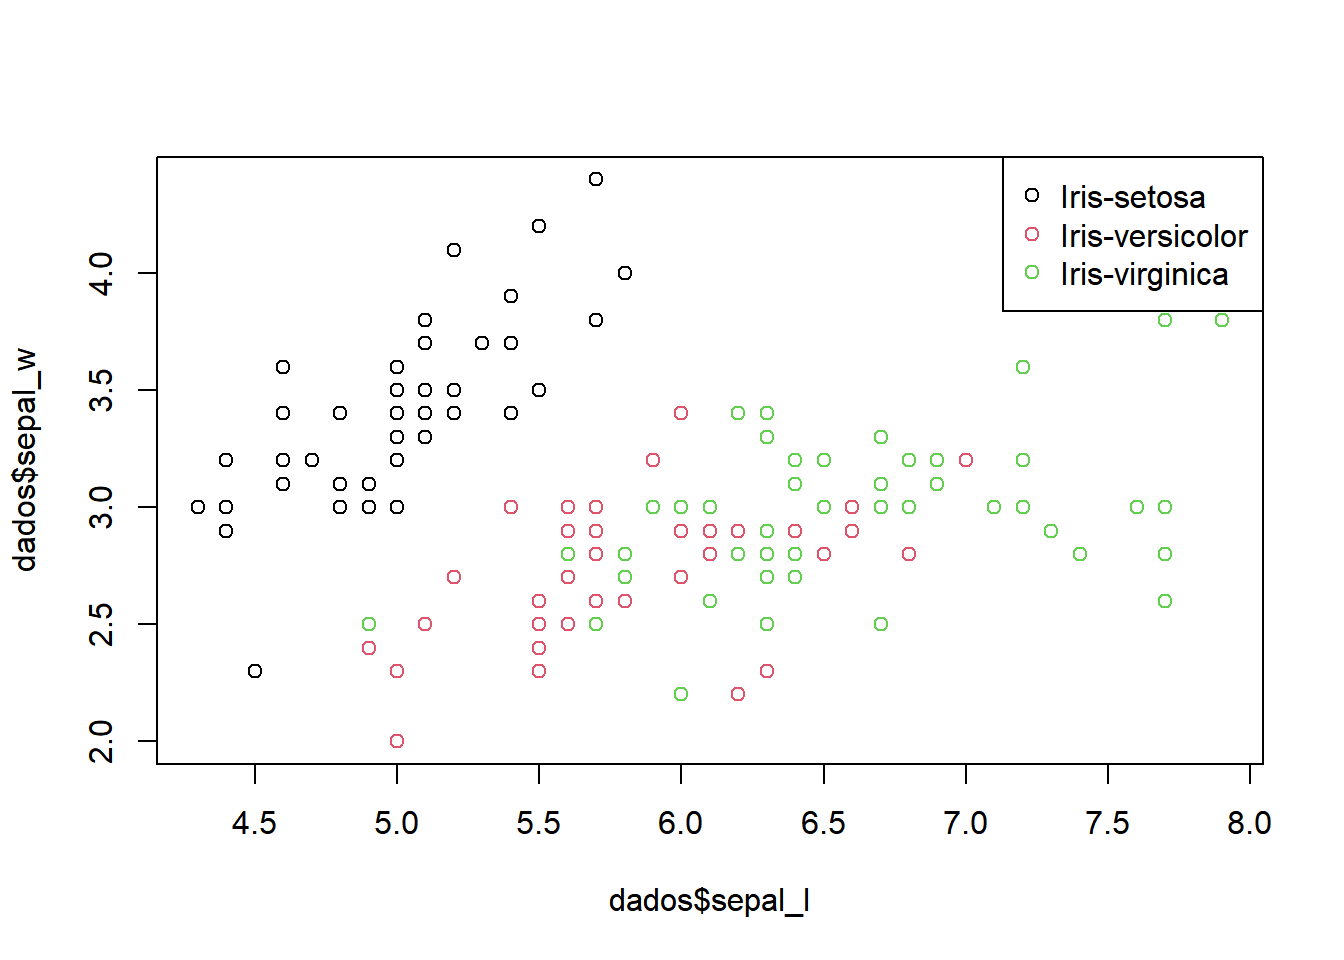 Iris-setosa
Iris-versicolor
Iris-virginica
dados$sepal_w
4.0
3.5
3.0
2.5
2.0
4.5 5.0 5.5 6.0 6.5 7.0 7.5 8.0
dados$sepal_l